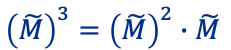 (M̃)³ = (M̃)² · M̃